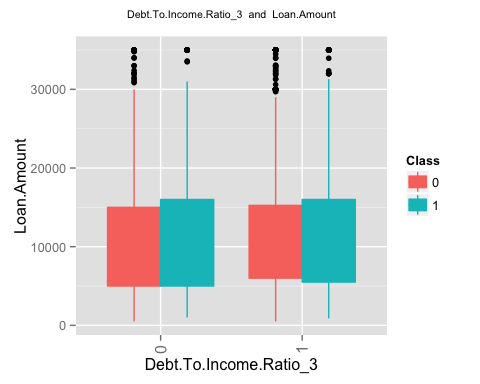 Debt.To.Income.Ratio_3 and Loan.Amount
Loan.Amount
30000
20000
10000
0
0
1
Debt.To.Income.Ratio_3
Class
0
1